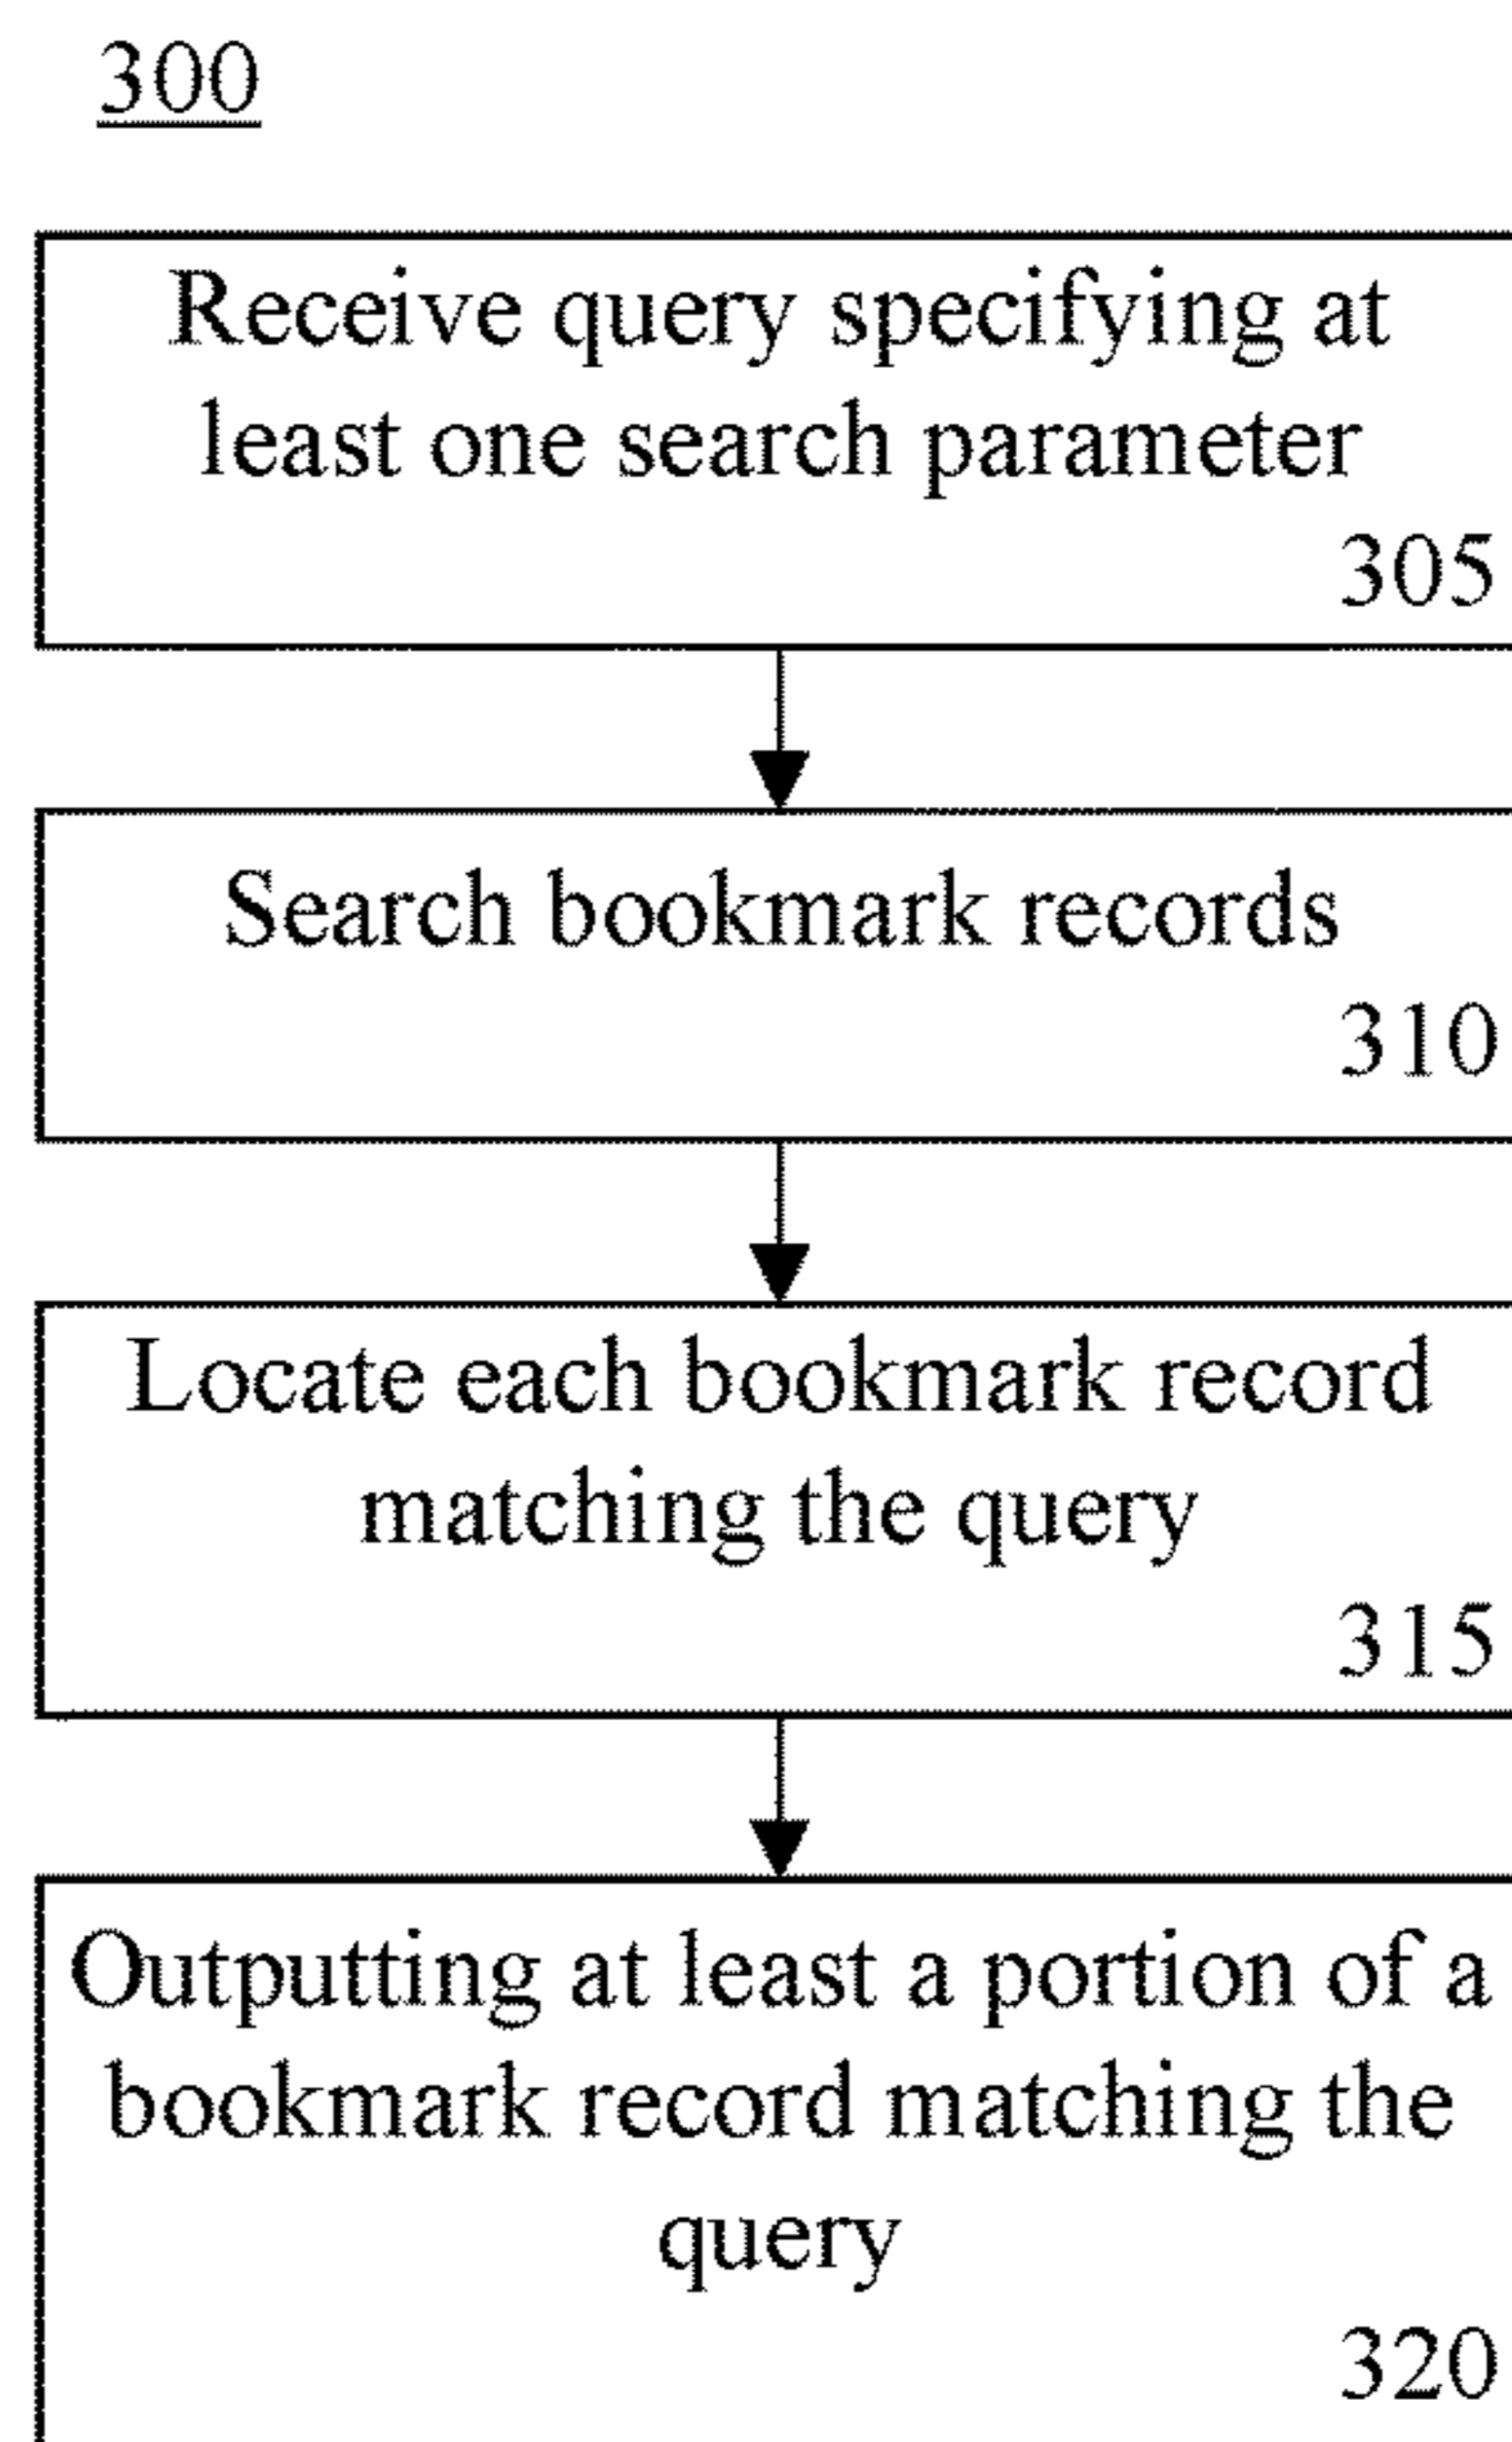 300
Receive query specifying at
least one search parameter
305
Search bookmark records
310
Locate each bookmark record
matching the query
315
Outputting at least a portion of a
bookmark record matching the
query
320